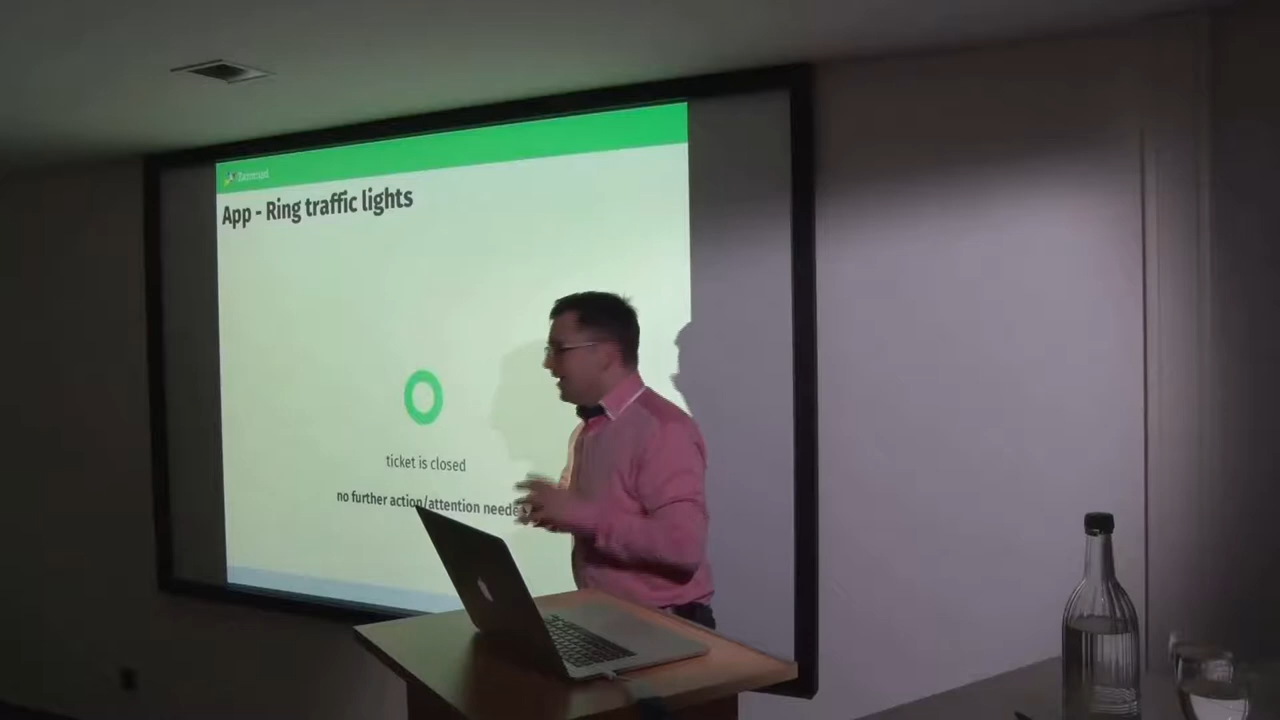 App - Ring traffic lights
ticket is closed
no further action/attention neede